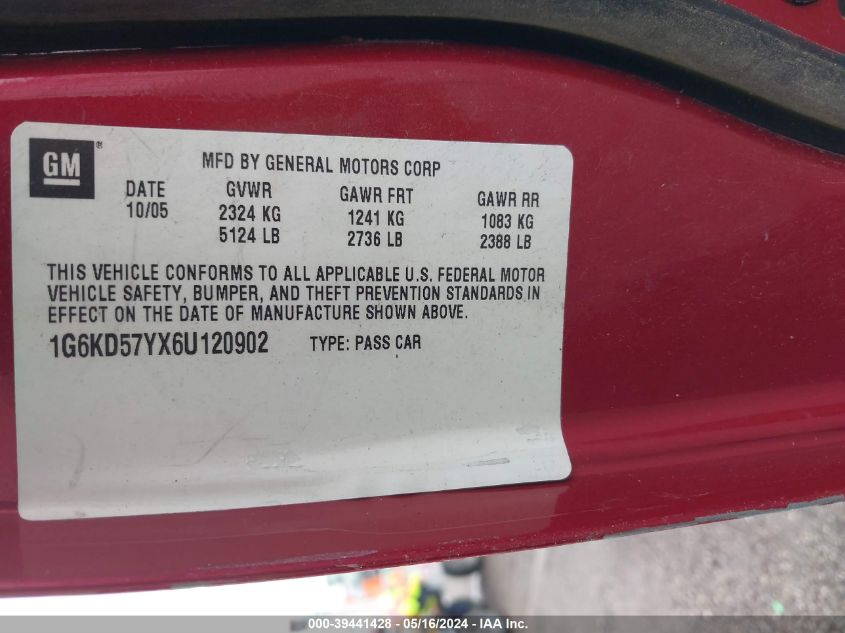 GM®
MFD BY GENERAL MOTORS CORP
DATE GVWR GAWR FRT GAWR RR
10/05 2324 KG 1241 KG 1083 KG
5124 LB 2736 LB 2388 LB
THIS VEHICLE CONFORMS TO ALL APPLICABLE U.S. FEDERAL MOTOR
VEHICLE SAFETY, BUMPER, AND THEFT PREVENTION STANDARDS IN
EFFECT ON THE DATE OF MANUFACTURE SHOWN ABOVE.
1G6KD57YX6U120902 TYPE: PASS CAR
000-39441428 - 05/16/2024 - IAA Inc.